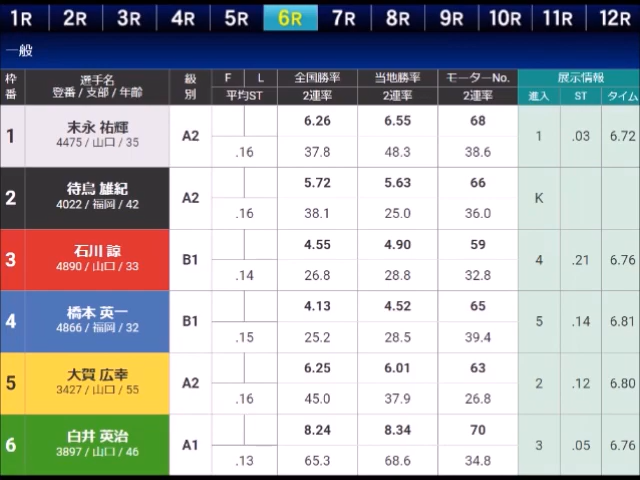 1R 2R 3R 4R 5R 6R 7R 8R 9R 10R 11R 12R
一般
枠番 選手名 登番 / 支部 / 年齢 級別 F L 平均ST 全国勝率 2連率 当地勝率 2連率 モーターNo. 2連率 展示情報 進入 ST タイム
1 末永 祐輝 A2 6.26 6.55 68 1 .03 6.72
4475 / 山口 / 35 .16 37.8 48.3 38.6
2 待鳥 雄紀 A2 5.72 5.63 66 K
4022 / 福岡 / 42 .16 38.1 25.0 36.0
3 石川 諒 B1 4.55 4.90 59 4 .21 6.76
4890 / 山口 / 33 .14 26.8 28.8 32.8
4 橋本 英一 B1 4.13 4.52 65 5 .14 6.81
4866 / 福岡 / 32 .15 25.2 28.5 39.4
5 大賀 広幸 A2 6.25 6.01 63 2 .12 6.80
3427 / 山口 / 55 .16 45.0 37.9 26.8
6 白井 英治 A1 8.24 8.34 70 3 .05 6.76
3897 / 山口 / 46 .13 65.3 68.6 34.8